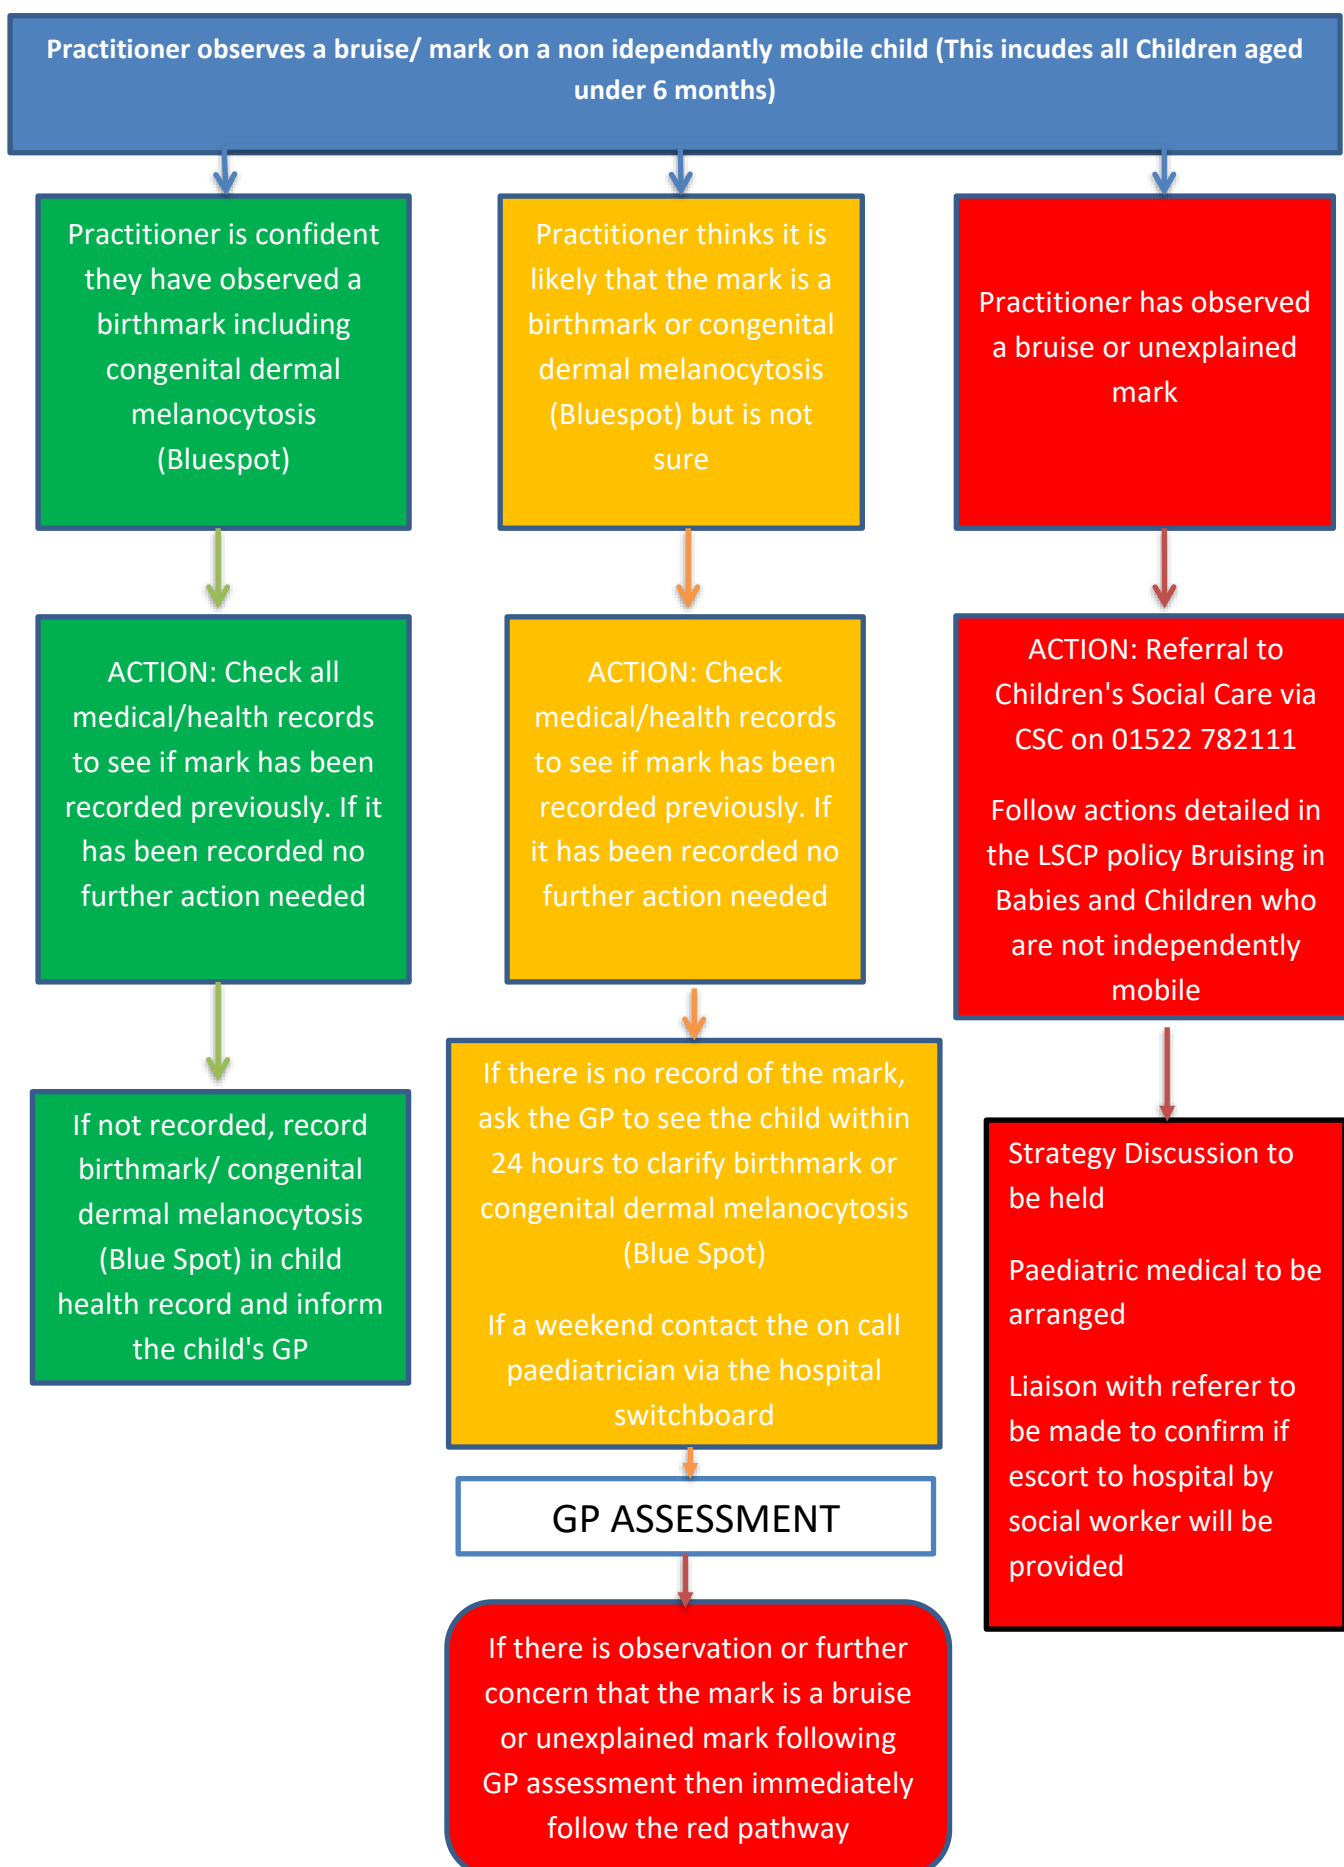 Practitioner observes a bruise/ mark on a non idependantly mobile child (This incudes all Children aged
under 6 months)
Practitioner is confident
they have observed a
birthmark including
congenital dermal
melanocytosis
(Bluespot)
ACTION: Check all
medical/health records
to see if mark has been
recorded previously. If it
has been recorded no
further action needed
If not recorded, record
birthmark/ congenital
dermal melanocytosis
(Blue Spot) in child
health record and inform
the child's GP
Practitioner thinks it is
likely that the mark is a
birthmark or congenital
dermal melanocytosis
(Bluespot) but is not
sure
ACTION: Check
medical/health records
to see if mark has been
recorded previously. If
it has been recorded no
further action needed
If there is no record of the mark,
ask the GP to see the child within
24 hours to clarify birthmark or
congenital dermal melanocytosis
(Blue Spot)
If a weekend contact the on call
paediatrician via the hospital
switchboard
GP ASSESSMENT
If there is observation or further
concern that the mark is a bruise
or unexplained mark following
GP assessment then immediately
follow the red pathway
Practitioner has observed
a bruise or unexplained
mark
ACTION: Referral to
Children's Social Care via
CSC on 01522 782111
Follow actions detailed in
the LSCP policy Bruising in
Babies and Children who
are not independently
mobile
Strategy Discussion to
be held
Paediatric medical to be
arranged
Liaison with referer to
be made to confirm if
escort to hospital by
social worker will be
provided